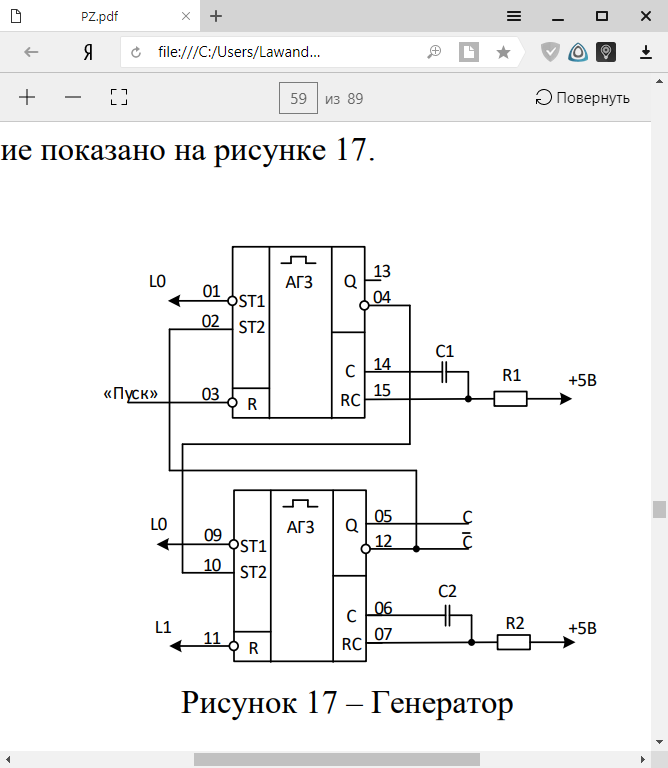 PZ.pdf
Я file:///C:/Users/Lawand...
59 из 89 Повернуть
ие показано на рисунке 17.
L0 01 ST1 АГ3 Q 13
02 ST2 04
C 14 C1
«Пуск» 03 R RC 15 R1 +5В
L0 09 ST1 АГ3 Q 05 C
10 ST2 12 C̅
C 06 C2
L1 11 R RC 07 R2 +5В
Рисунок 17 – Генератор